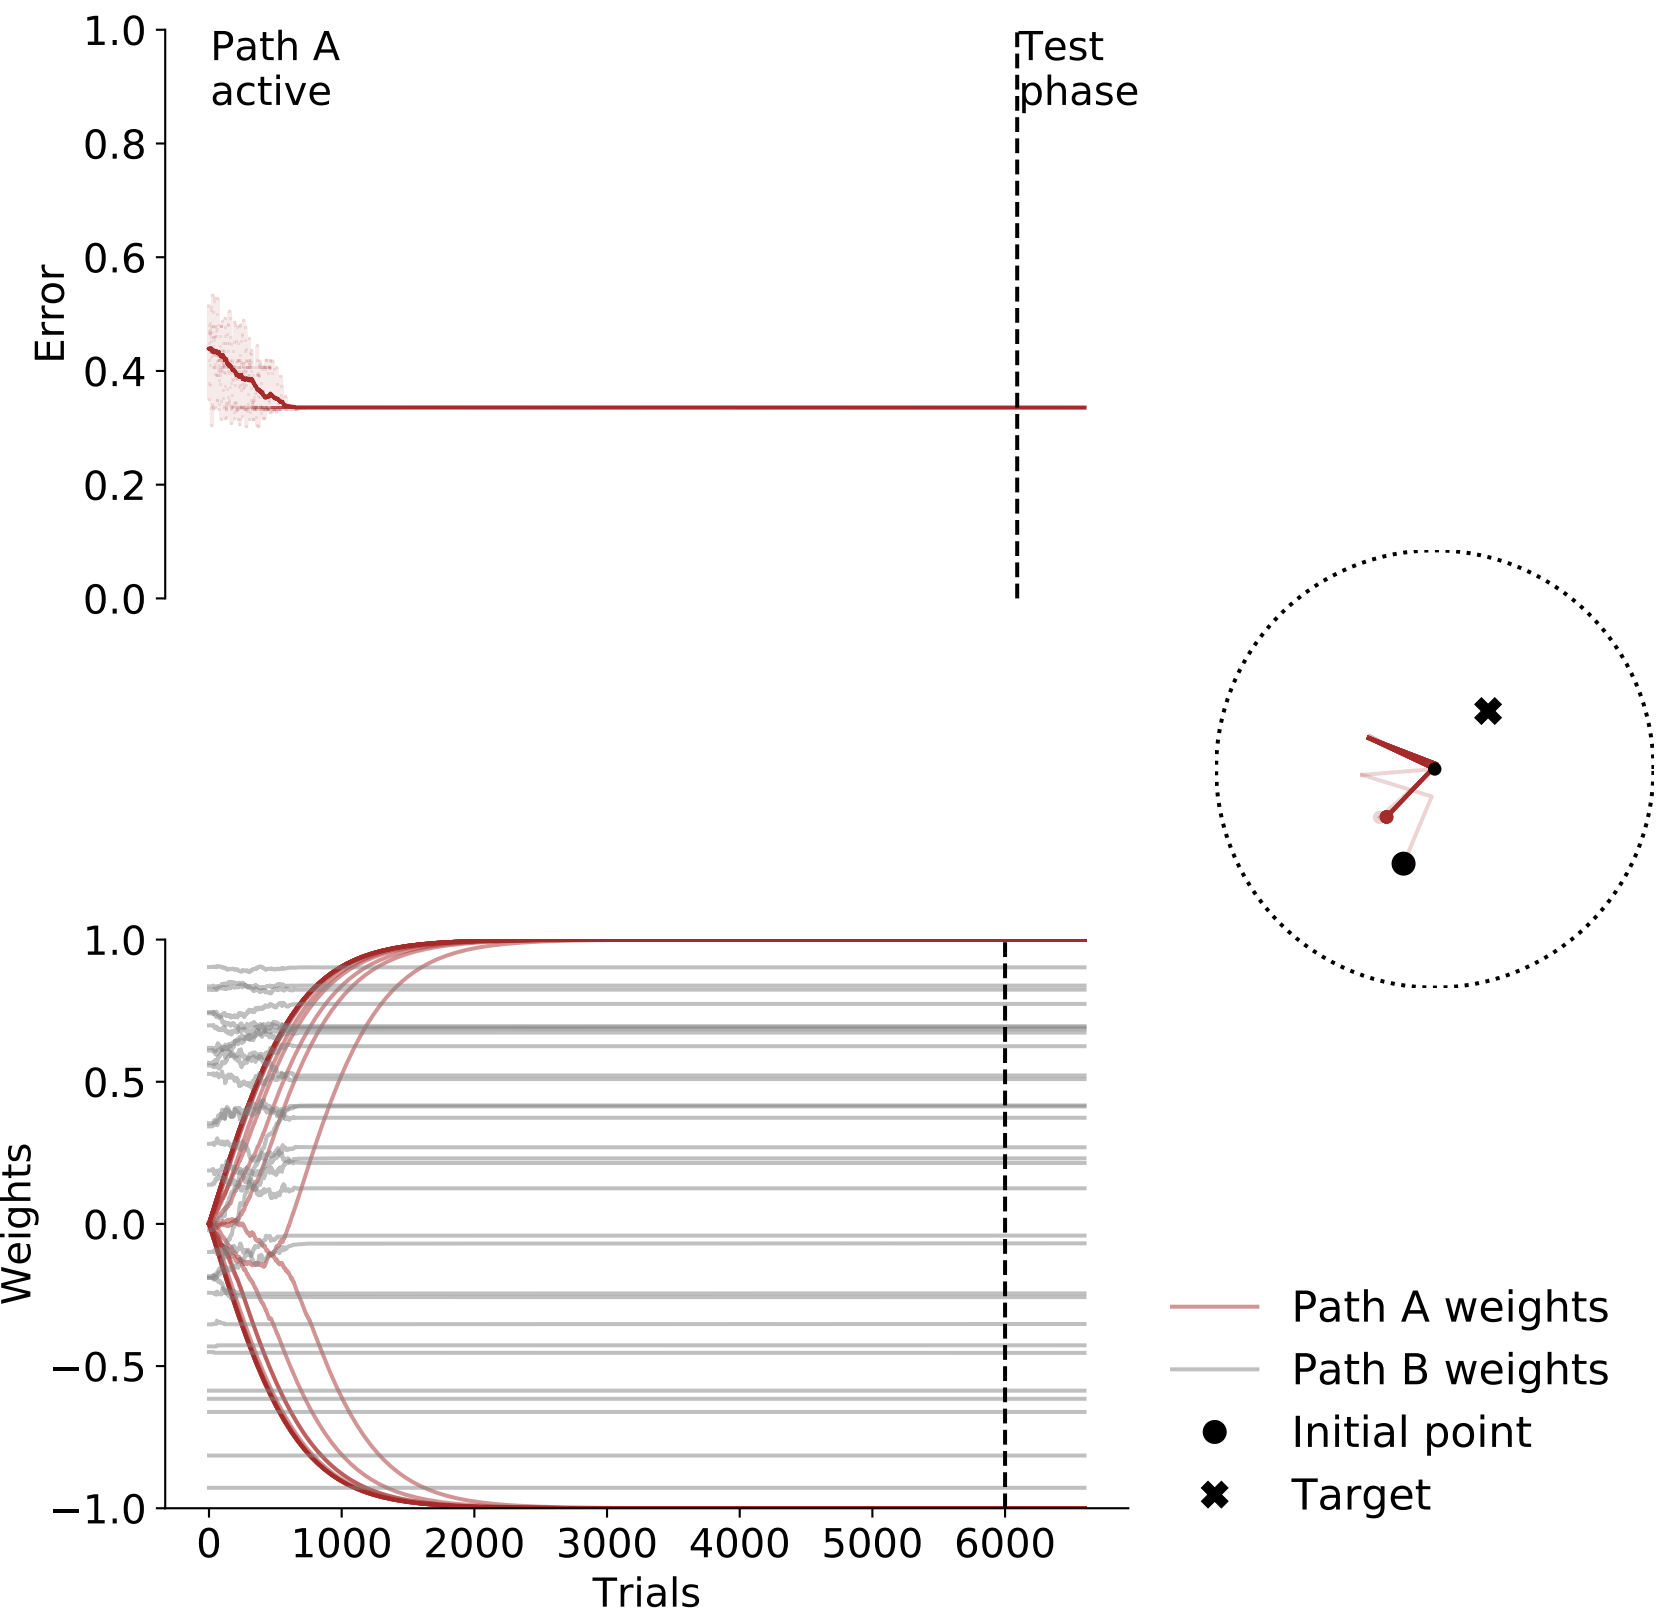 1.0
Path A
active
Test
phase
0.8
0.6
0.4
0.2
0.0
Error
1.0
0.5
0.0
−0.5
−1.0
Weights
0 1000 2000 3000 4000 5000 6000
Trials
Path A weights
Path B weights
Initial point
Target